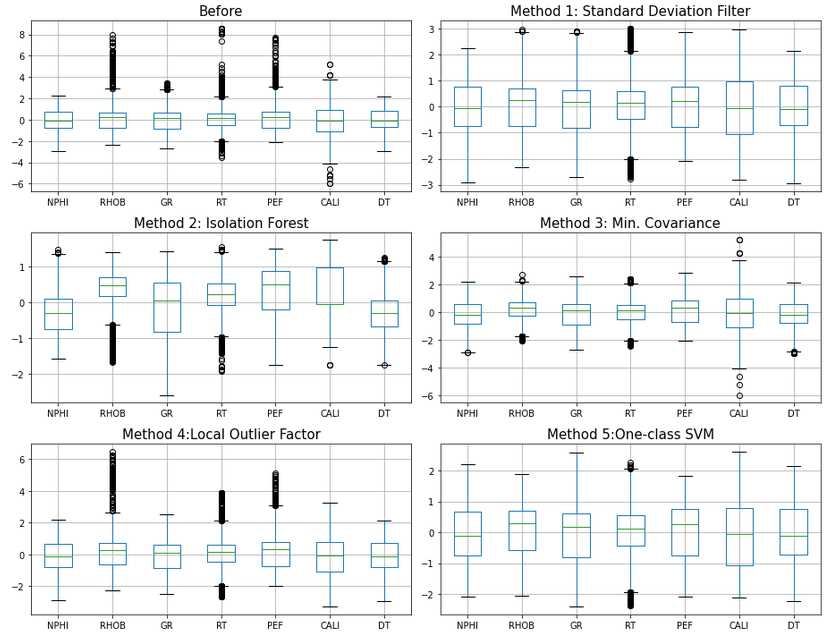 Before
8
6
4
2
0
−2
−4
−6
NPHI RHOB GR RT PEF CALI DT
Method 1: Standard Deviation Filter
3
2
1
0
−1
−2
−3
NPHI RHOB GR RT PEF CALI DT
Method 2: Isolation Forest
1
0
−1
−2
NPHI RHOB GR RT PEF CALI DT
Method 3: Min. Covariance
4
2
0
−2
−4
−6
NPHI RHOB GR RT PEF CALI DT
Method 4:Local Outlier Factor
6
4
2
0
−2
NPHI RHOB GR RT PEF CALI DT
Method 5:One-class SVM
2
1
0
−1
−2
NPHI RHOB GR RT PEF CALI DT